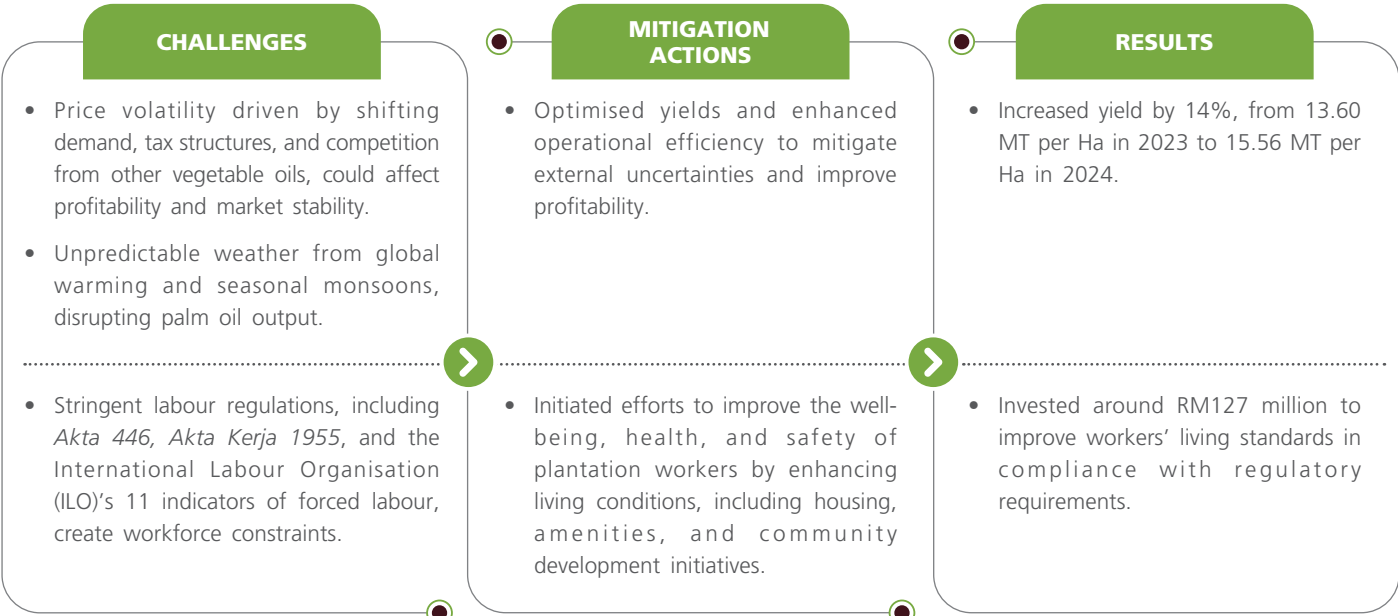 CHALLENGES
• Price volatility driven by shifting
demand, tax structures, and competition
from other vegetable oils, could affect
profitability and market stability.
• Unpredictable weather from global
warming and seasonal monsoons,
disrupting palm oil output.
• Stringent labour regulations, including
Akta 446, Akta Kerja 1955, and the
International Labour Organisation
(ILO)'s 11 indicators of forced labour,
create workforce constraints.
MITIGATION
ACTIONS
• Optimised yields and enhanced
operational efficiency to mitigate
external uncertainties and improve
profitability.
• Initiated efforts to improve the well-
being, health, and safety of
plantation workers by enhancing
living conditions, including housing,
amenities, and community
development initiatives.
RESULTS
• Increased yield by 14%, from 13.60
MT per Ha in 2023 to 15.56 MT per
Ha in 2024.
• Invested around RM127 million to
improve workers' living standards in
compliance with regulatory
requirements.